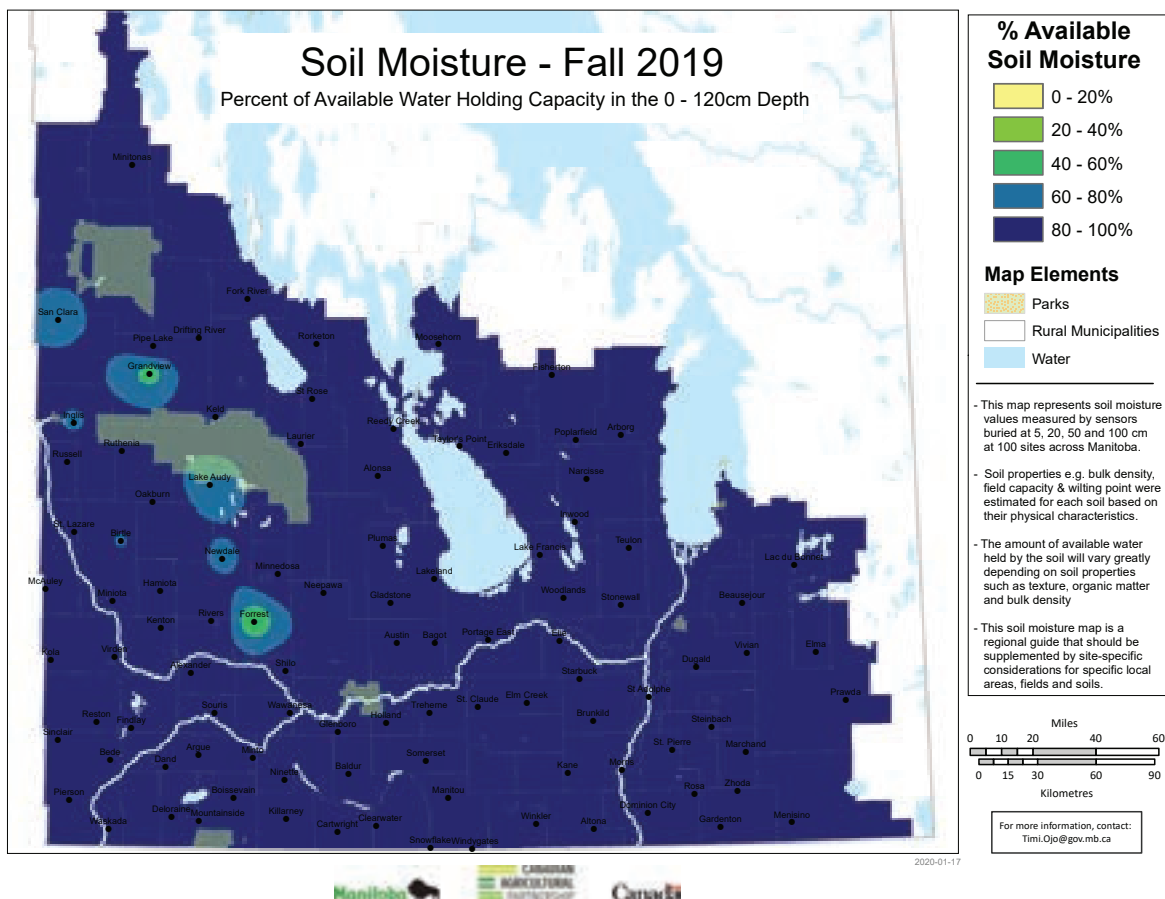 Soil Moisture - Fall 2019
Percent of Available Water Holding Capacity in the 0 - 120cm Depth
Minitonas
Fork River
San Clara
Drifting River
Pipe Lake
Rorketon
Moosehorn
Grandview
Fisherton
St Rose
Keld
Inglis
Reedy Creek
Arborg
Poplarfield
Laurier
Taylor's Point
Ruthenia
Eriksdale
Russell
Alonsa
Narcisse
Lake Audy
Oakburn
Inwood
St. Lazare
Birtle
Plumas
Teulon
Newdale
Lake Francis
Lac du Bonnet
Minnedosa
Lakeland
McAuley
Hamiota
Neepawa
Woodlands
Miniota
Gladstone
Stonewall
Beausejour
Rivers
Forrest
Kenton
Austin
Bagot
Portage East
Elie
Kola
Virden
Vivian
Elma
Alexander
Shilo
Dugald
Starbuck
St Adolphe
Prawda
St. Claude
Elm Creek
Souris
Wawanesa
Treherne
Reston
Findlay
Holland
Brunkild
Steinbach
Glenboro
Sinclair
St. Pierre
Marchand
Argue
Minto
Bede
Dand
Somerset
Baldur
Kane
Morris
Ninette
Zhoda
Rosa
Pierson
Boissevain
Manitou
Deloraine
Mountainside
Killarney
Dominion City
Waskada
Cartwright
Clearwater
Winkler
Altona
Gardenton
Menisino
Snowflake
Windygates
% Available
Soil Moisture
0 - 20%
20 - 40%
40 - 60%
60 - 80%
80 - 100%
Map Elements
Parks
Rural Municipalities
Water
- This map represents soil moisture
values measured by sensors
buried at 5, 20, 50 and 100 cm
at 100 sites across Manitoba.
- Soil properties e.g. bulk density,
field capacity & wilting point were
estimated for each soil based on
their physical characteristics.
- The amount of available water
held by the soil will vary greatly
depending on soil properties
such as texture, organic matter
and bulk density
- This soil moisture map is a
regional guide that should be
supplemented by site-specific
considerations for specific local
areas, fields and soils.
Miles
0 10 20 40 60
0 15 30 60 90
Kilometres
For more information, contact:
Timi.Ojo@gov.mb.ca
2020-01-17
Manitoba
CANADIAN
AGRICULTURAL
PARTNERSHIP
Canada